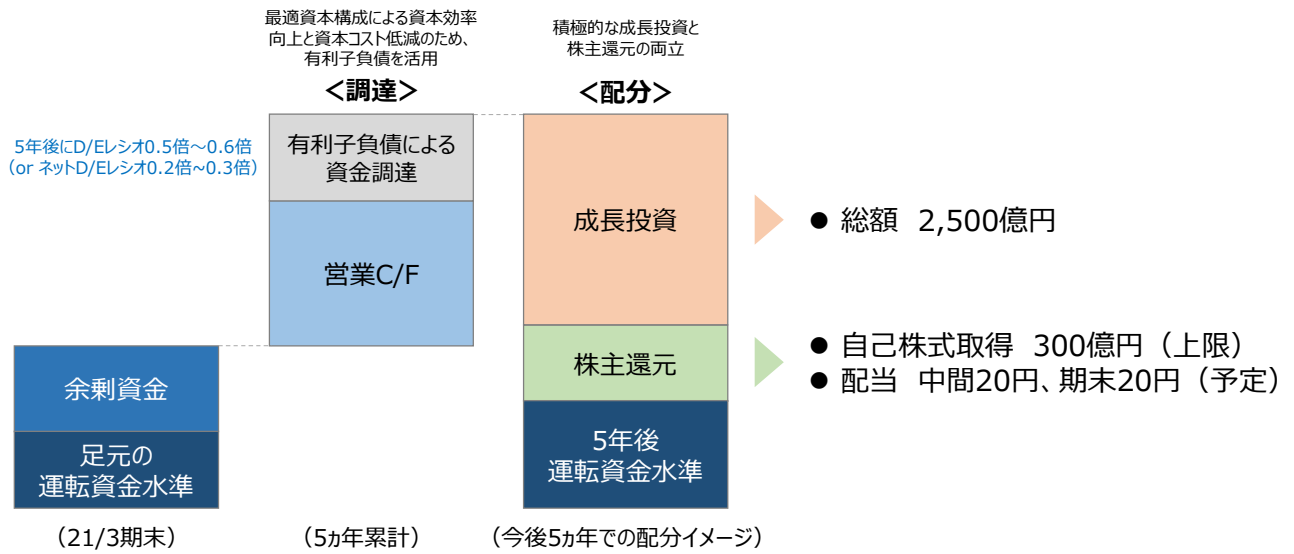 最適資本構成による資本効率
向上と資本コスト低減のため、
有利子負債を活用
＜調達＞
積極的な成長投資と
株主還元の両立
＜配分＞
5年後にD/Eレシオ0.5倍～0.6倍
（or ネットD/Eレシオ0.2倍~0.3倍）
有利子負債による
資金調達
営業C/F
余剰資金
足元の
運転資金水準
成長投資
株主還元
5年後
運転資金水準
● 総額 2,500億円
● 自己株式取得 300億円（上限）
● 配当 中間20円、期末20円（予定）
（21/3期末）
（5ヵ年累計）
（今後5ヵ年での配分イメージ）